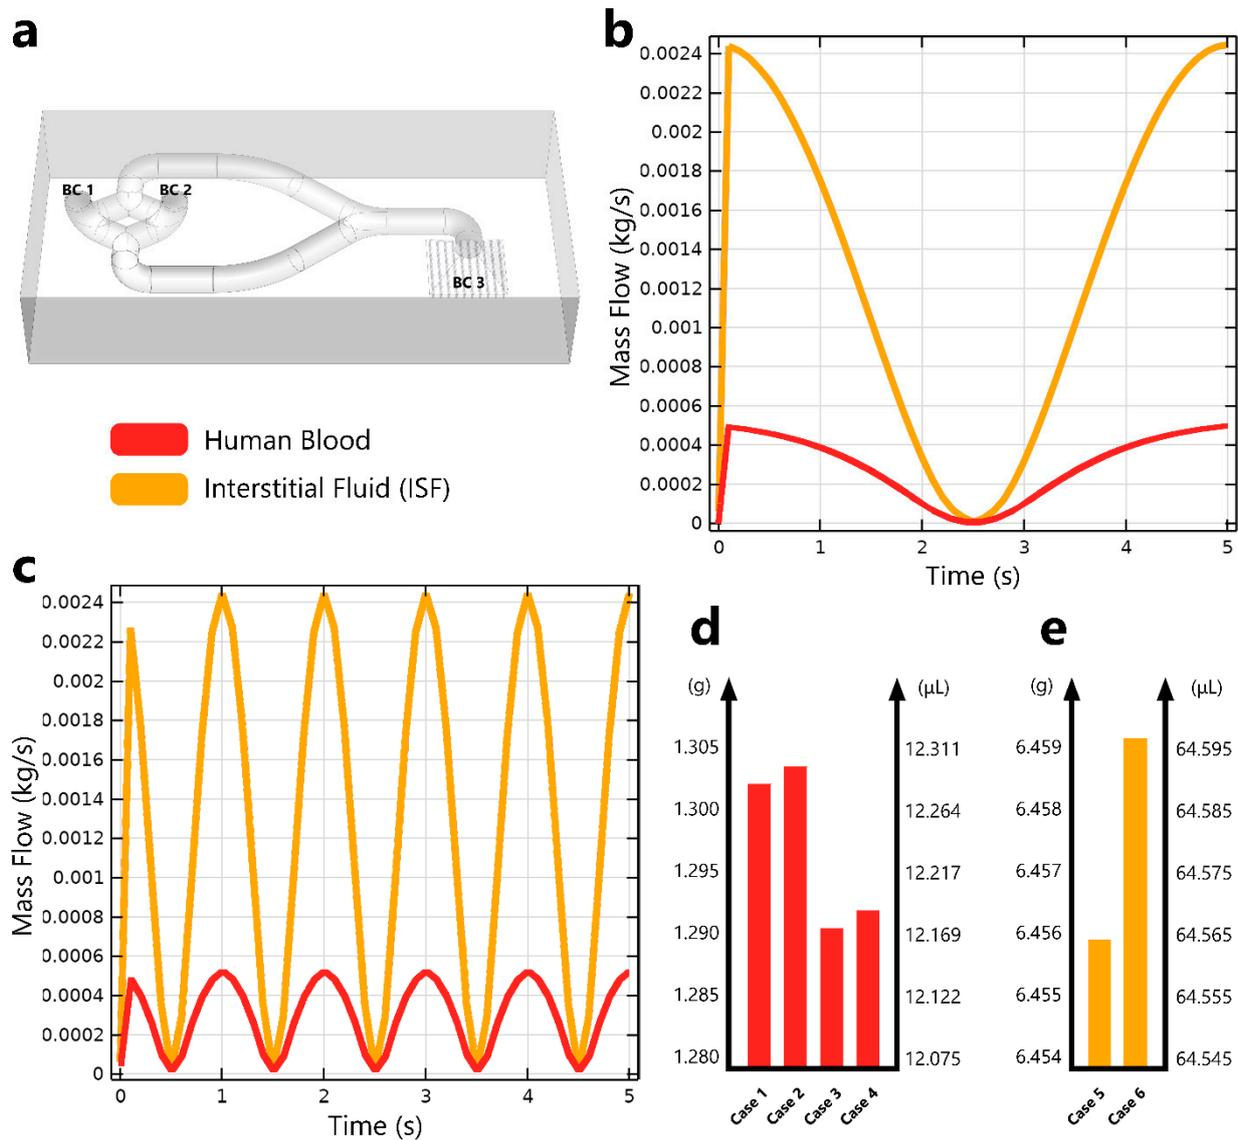 a
BC 1
BC 2
BC 3
Human Blood
Interstitial Fluid (ISF)
b
0.0024
0.0022
0.002
0.0018
0.0016
0.0014
0.0012
0.001
0.0008
0.0006
0.0004
0.0002
0
Mass Flow (kg/s)
0 1 2 3 4 5
Time (s)
c
0.0024
0.0022
0.002
0.0018
0.0016
0.0014
0.0012
0.001
0.0008
0.0006
0.0004
0.0002
0
Mass Flow (kg/s)
0 1 2 3 4 5
Time (s)
d
(g) (μL)
1.305 12.311
1.300 12.264
1.295 12.217
1.290 12.169
1.285 12.122
1.280 12.075
Case 1 Case 2 Case 3 Case 4
e
(g) (μL)
6.459 64.595
6.458 64.585
6.457 64.575
6.456 64.565
6.455 64.555
6.454 64.545
Case 5 Case 6